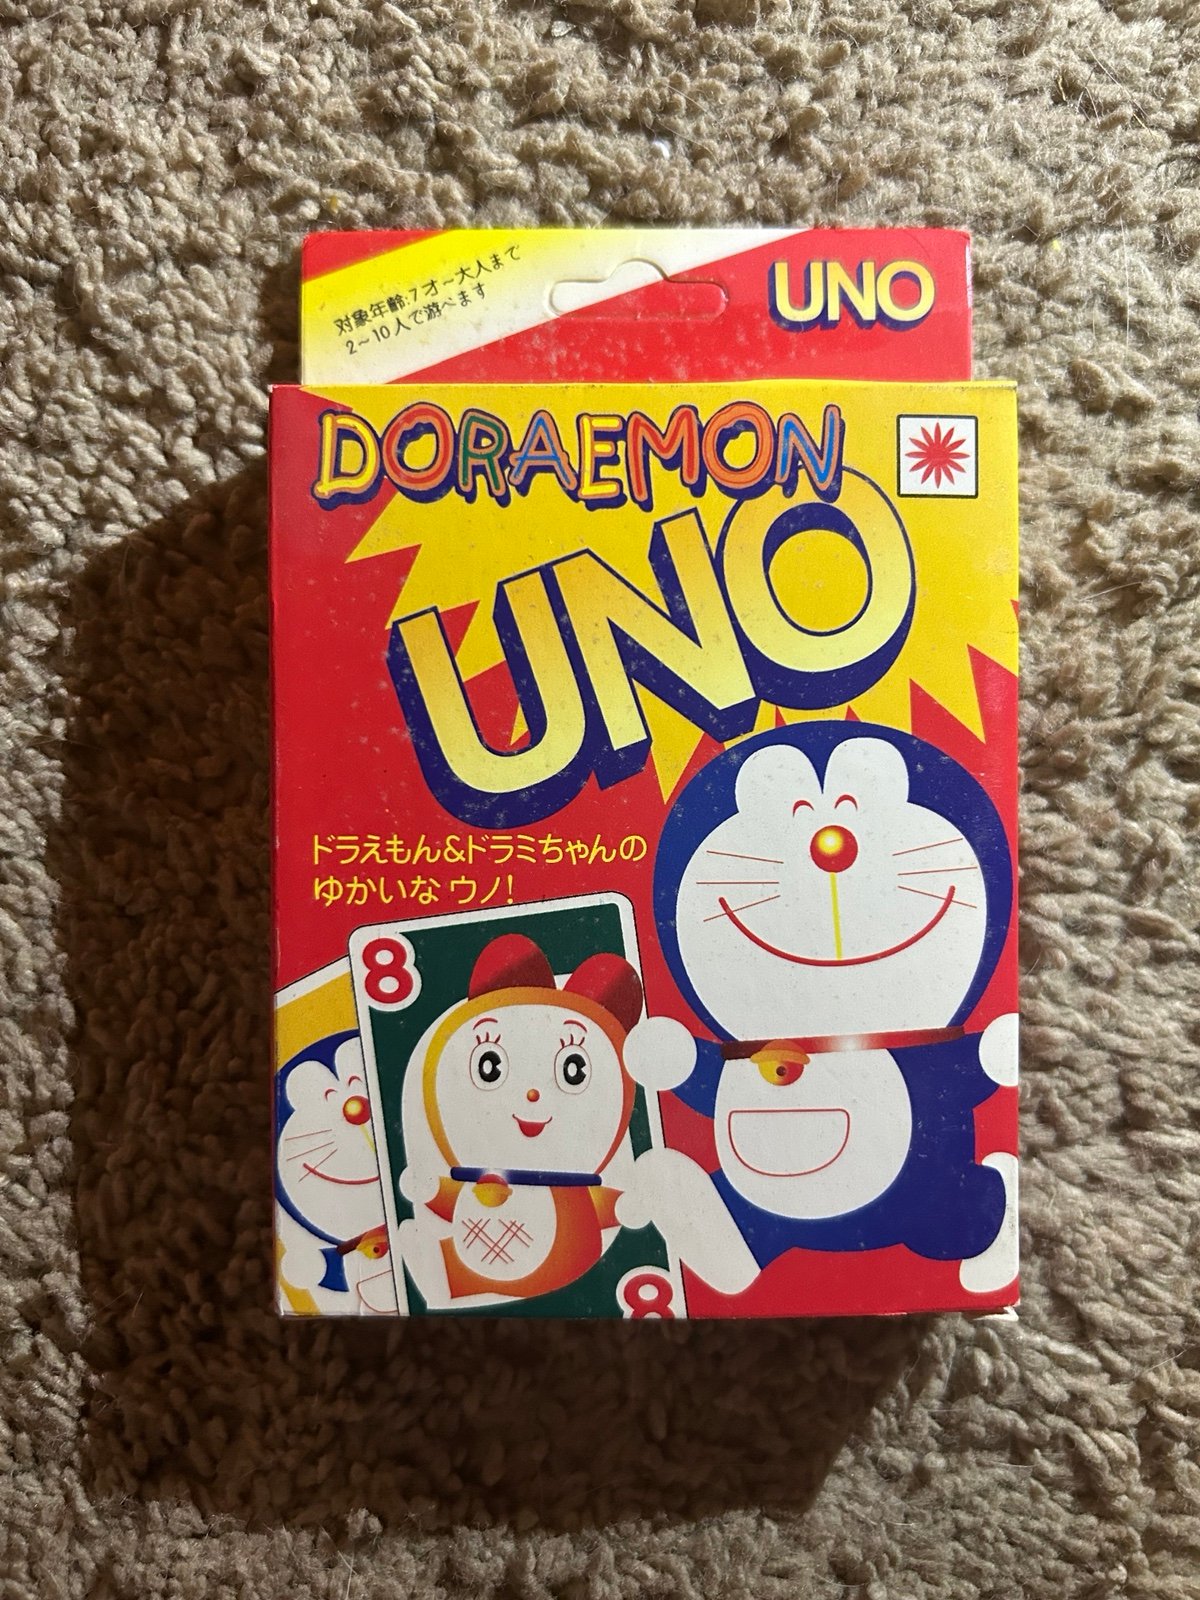 対象年齢:7才～大人まで
2～10人で遊べます
UNO
DORAEMON
UNO
ドラえもん&ドラミちゃんの
ゆかいな ウノ!
8
8